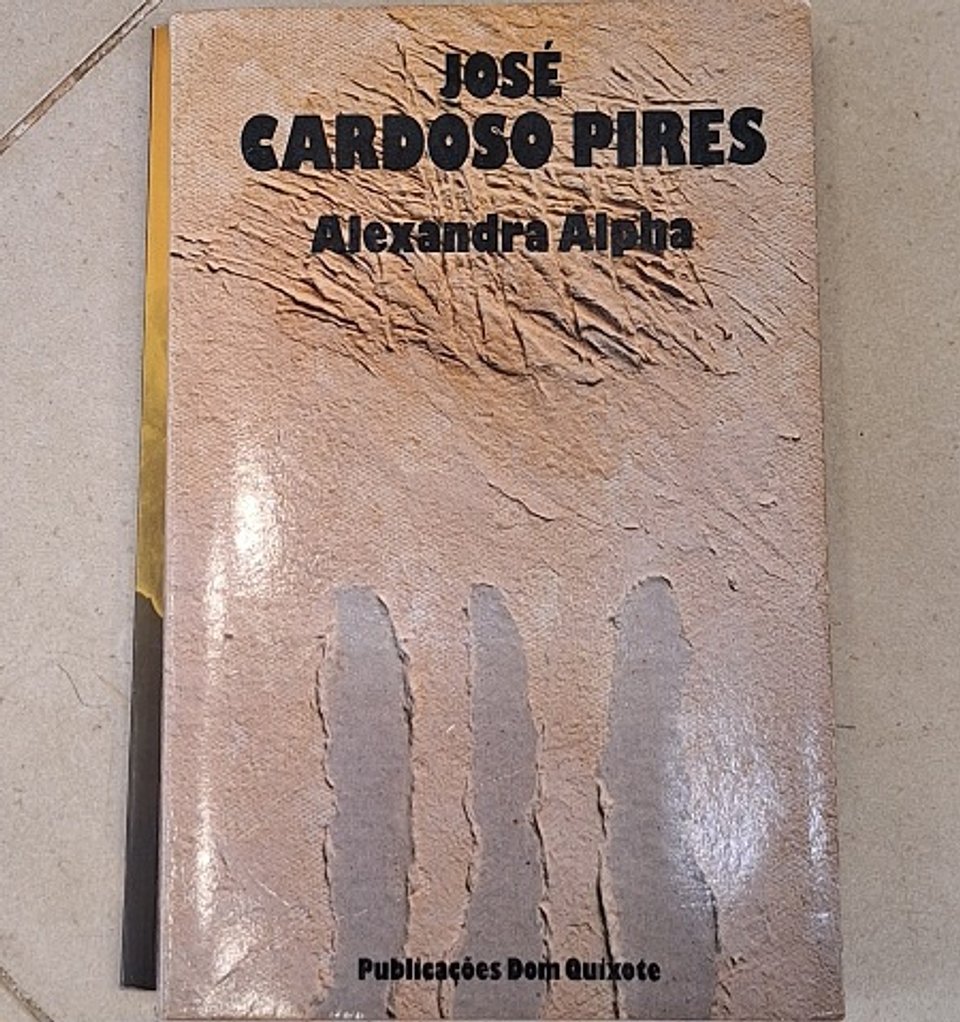 JOSÉ
CARDOSO PIRES
Alexandra Alpha
Publicações Dom Quixote